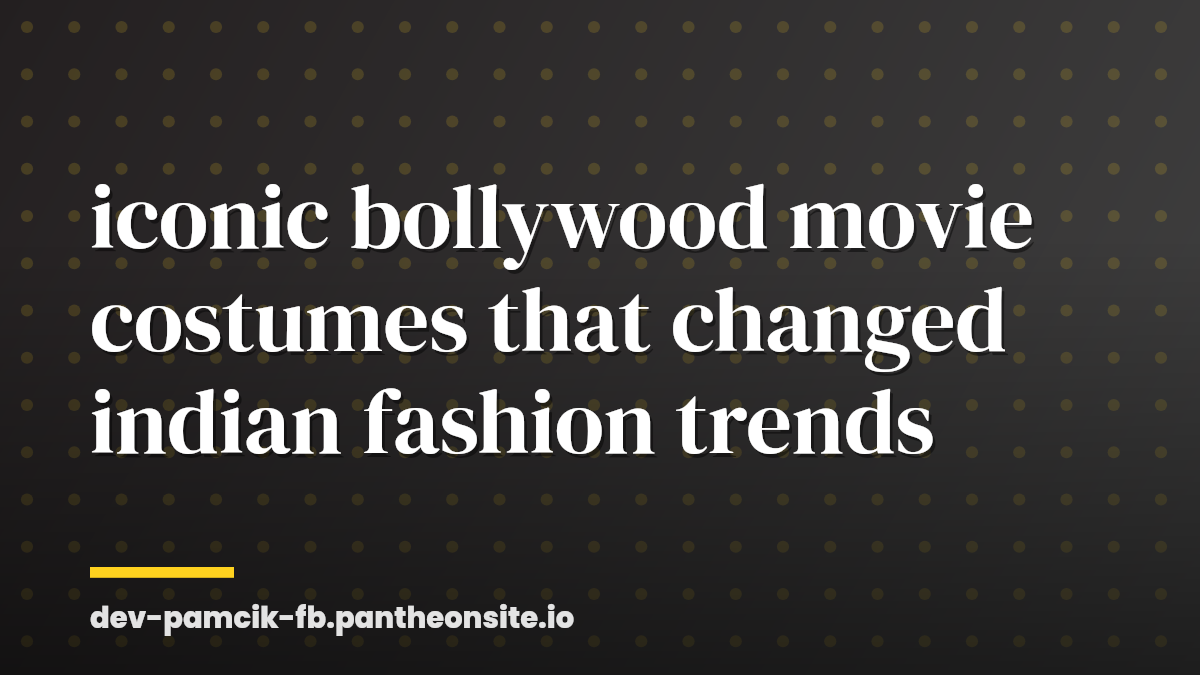 iconic bollywood movie
costumes that changed
indian fashion trends
dev-pamcik-fb.pantheonsite.io